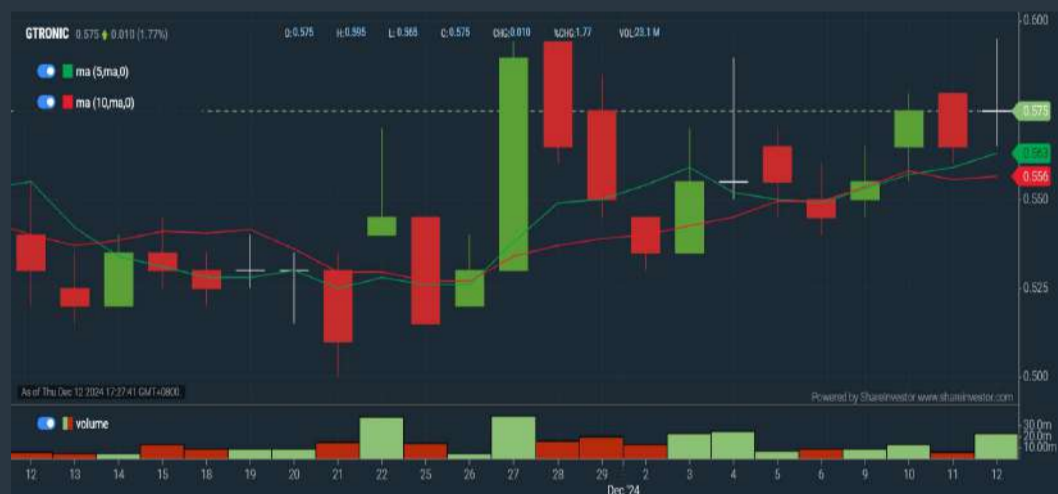 GTRONIC 0.575 0.010 (1.77%) O:0.575 H:0.595 L:0.565 C:0.575 CHG:0.010 %CHG:1.77 VOL:23.1 M
ma (5,ma,0)
ma (10,ma,0)
0.600
0.575
0.563
0.556
0.550
0.525
0.500
As of Thu Dec 12 2024 17:27:41 GMT+0800
Powered by ShareInvestor www.shareinvestor.com
volume
30.0m
20.0m
10.00m
12 13 14 15 18 19 20 21 22 25 26 27 28 29 2 3 4 5 6 9 10 11 12
Dec '24